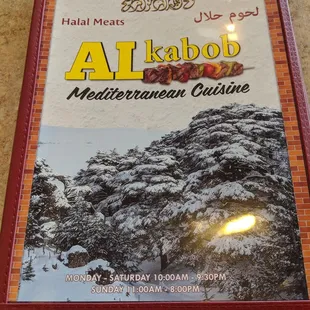 Halal Meats لحوم حلال
AL kabob
Mediterranean Cuisine
MONDAY - SATURDAY 10:00AM - 9:30PM
SUNDAY 11:00AM - 8:00PM